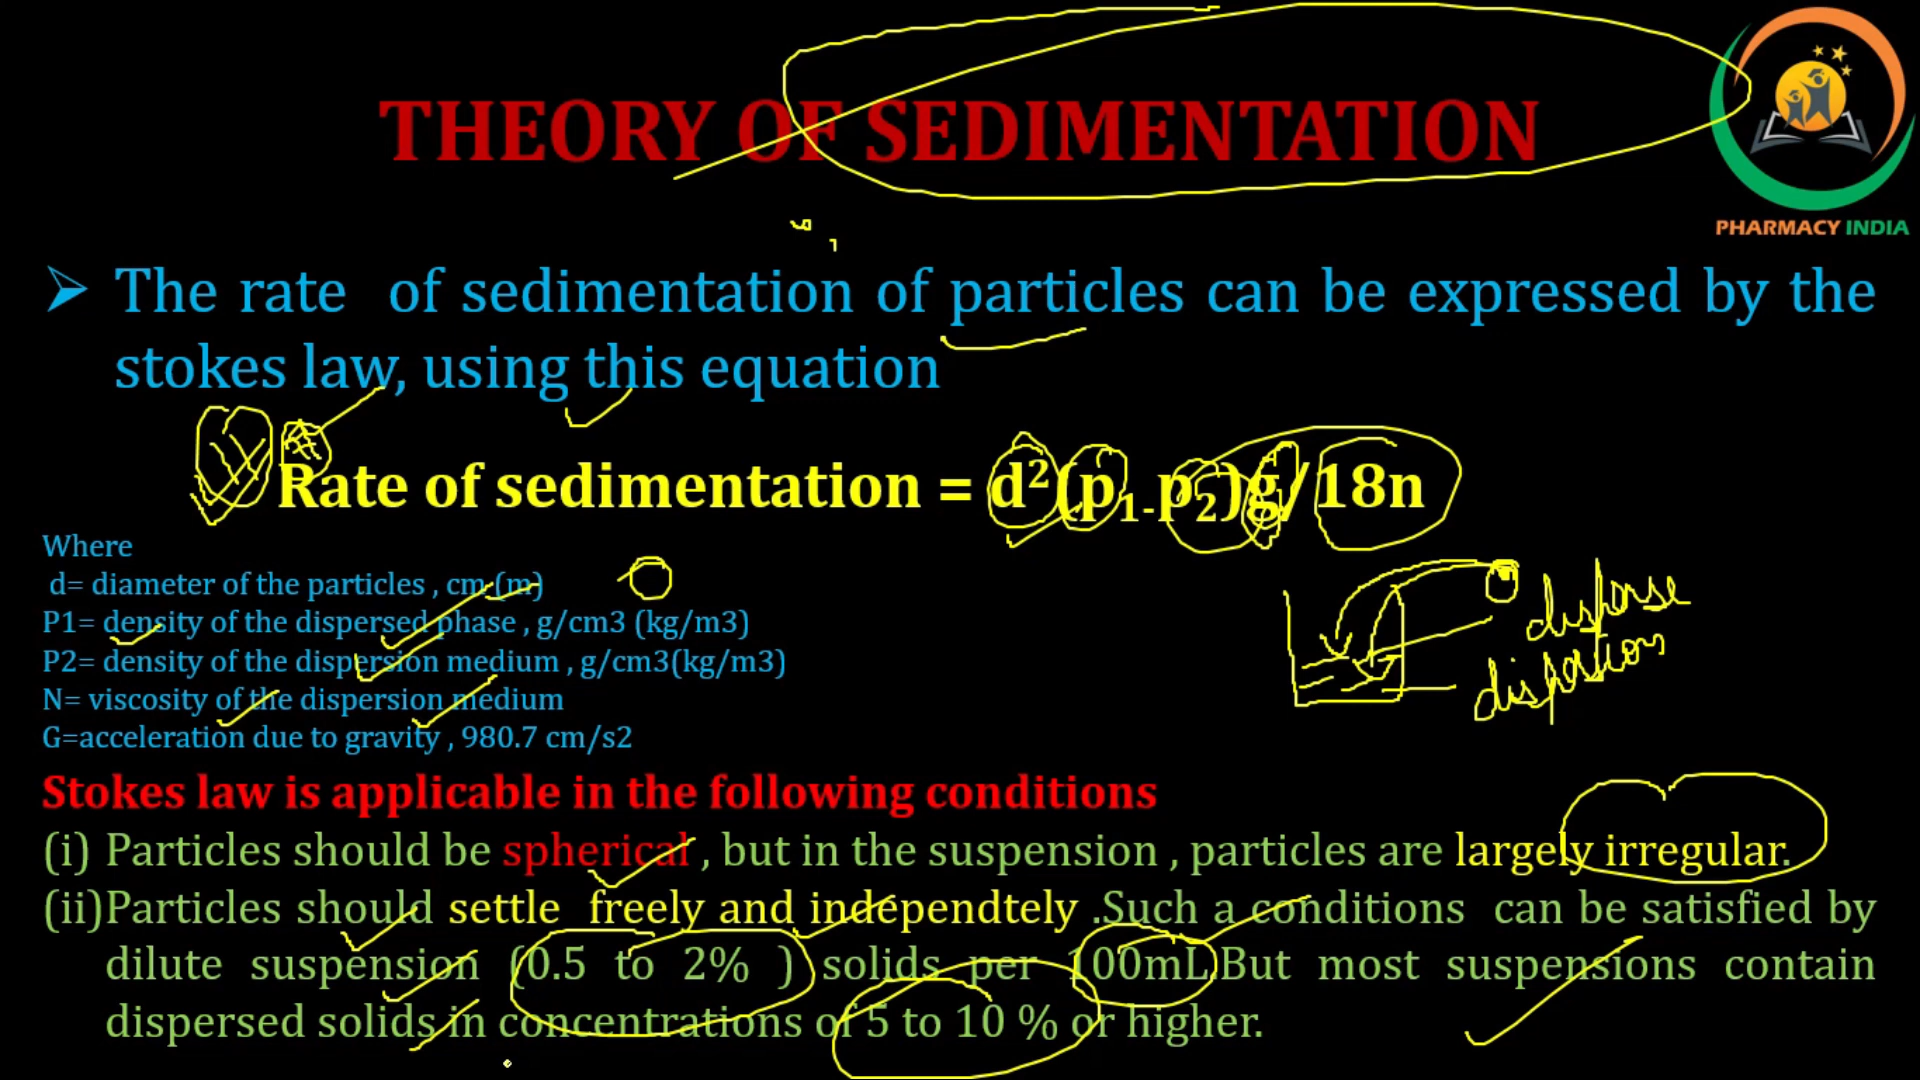 THEORY OF SEDIMENTATION
PHARMACY INDIA
➢ The rate of sedimentation of particles can be expressed by the
stokes law, using this equation
Rate of sedimentation = d²(p₁-p₂)g/18n
Where
d= diameter of the particles , cm (m)
P1= density of the dispersed phase , g/cm3 (kg/m3)
P2= density of the dispersion medium , g/cm3(kg/m3)
N= viscosity of the dispersion medium
G=acceleration due to gravity , 980.7 cm/s2
disperse
Stokes law is applicable in the following conditions
(i) Particles should be spherical , but in the suspension , particles are largely irregular.
(ii)Particles should settle freely and independtely .Such a conditions can be satisfied by
dilute suspension (0.5 to 2% ) solids per 100mL.But most suspensions contain
dispersed solids in concentrations of 5 to 10 % or higher.